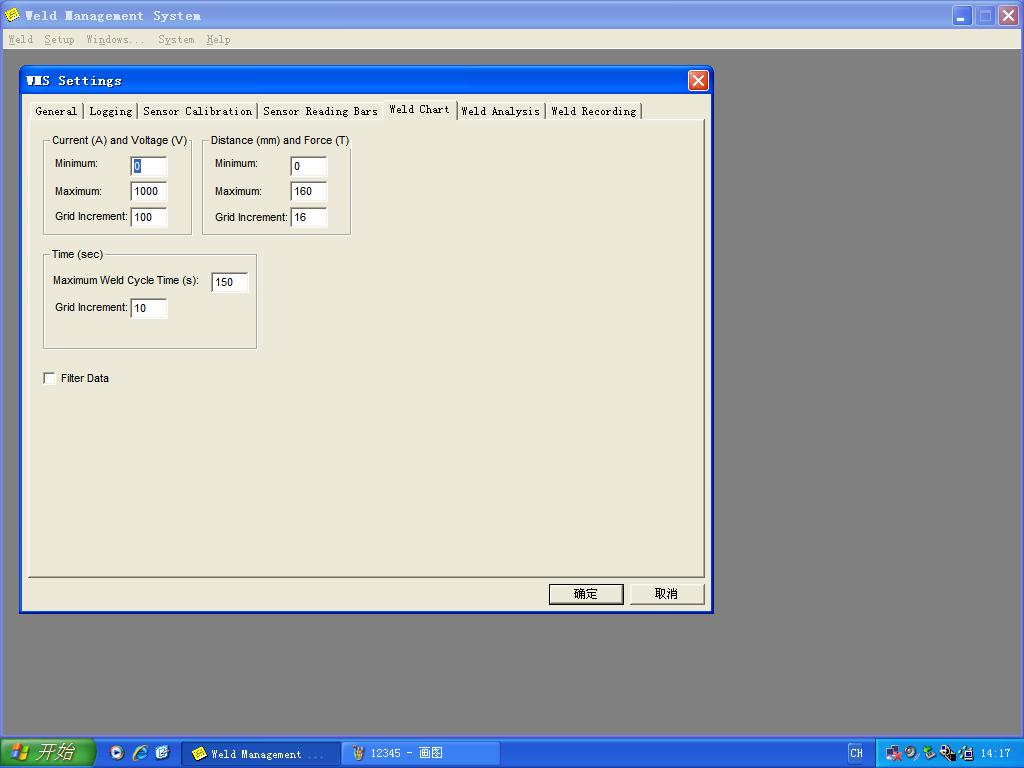 Weld Management System
Weld Setup Windows... System Help
WMS Settings
General Logging Sensor Calibration Sensor Reading Bars Weld Chart Weld Analysis Weld Recording
Current (A) and Voltage (V) Distance (mm) and Force (T)
Minimum: 0 Minimum: 0
Maximum: 1000 Maximum: 160
Grid Increment: 100 Grid Increment: 16
Time (sec)
Maximum Weld Cycle Time (s): 150
Grid Increment: 10
Filter Data
确定 取消
开始 Weld Management ... 12345 - 画图 CH 14:17